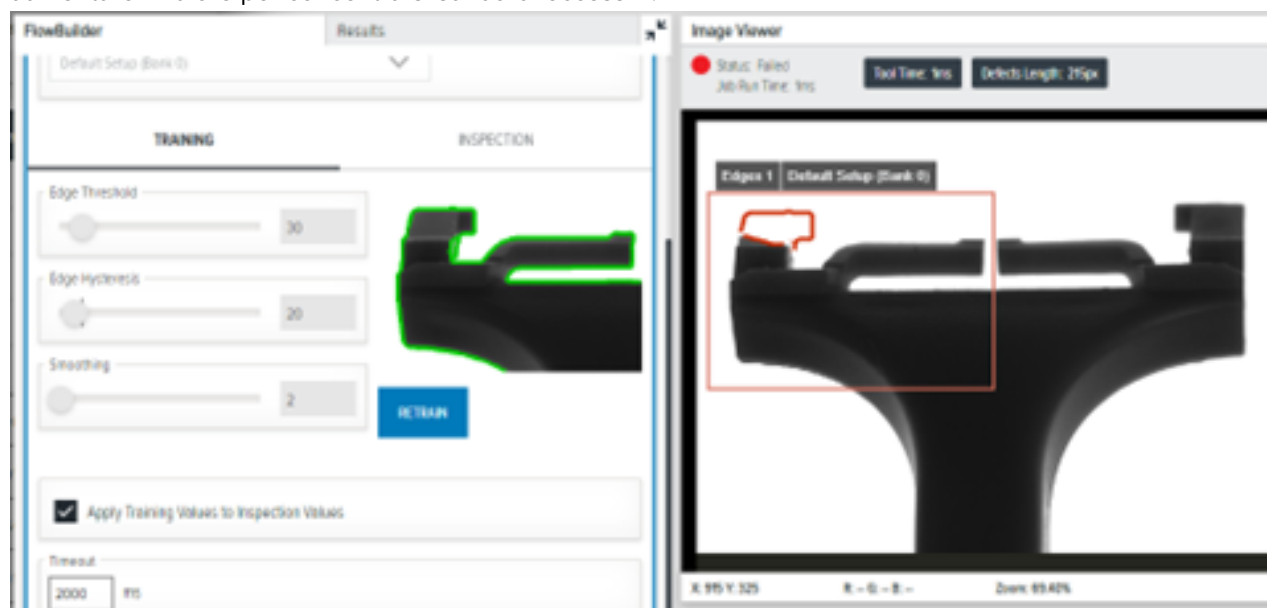 FlowBuilder
Results
Default Setup (Bank 0)
TRAINING
INSPECTION
Edge Threshold
30
Edge Hysteresis
20
Smoothing
2
RETRAIN
Apply Training Values to Inspection Values
Timeout
2000 ms
Image Viewer
Status: Failed
Job Run Time: 1ms
Tool Time: 1ms
Defects Length: 215px
Edges 1 Default Setup (Bank 0)
X: 915 Y: 325
R: -- G: -- B: --
Zoom: 69.40%